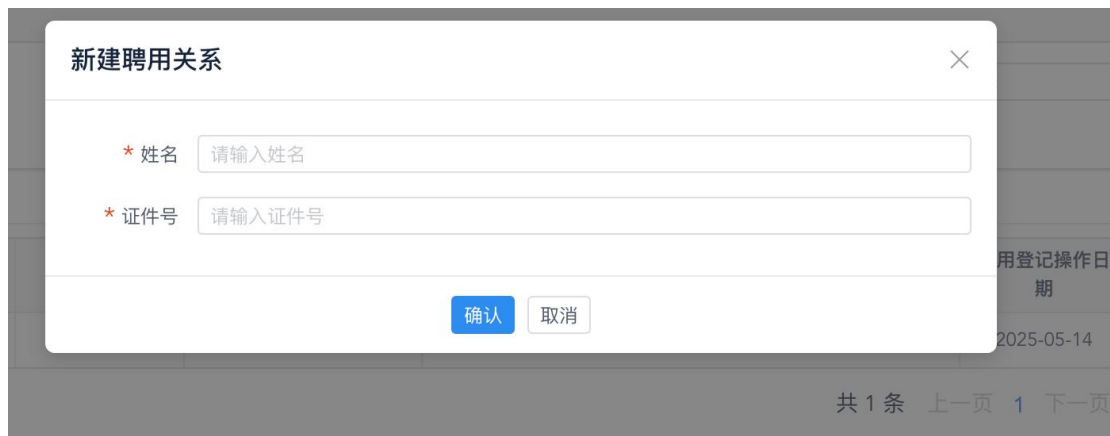 新建聘用关系
* 姓名 请输入姓名
* 证件号 请输入证件号
用登记操作日
期
确认 取消
2025-05-14
共 1 条 上一页 1 下一页